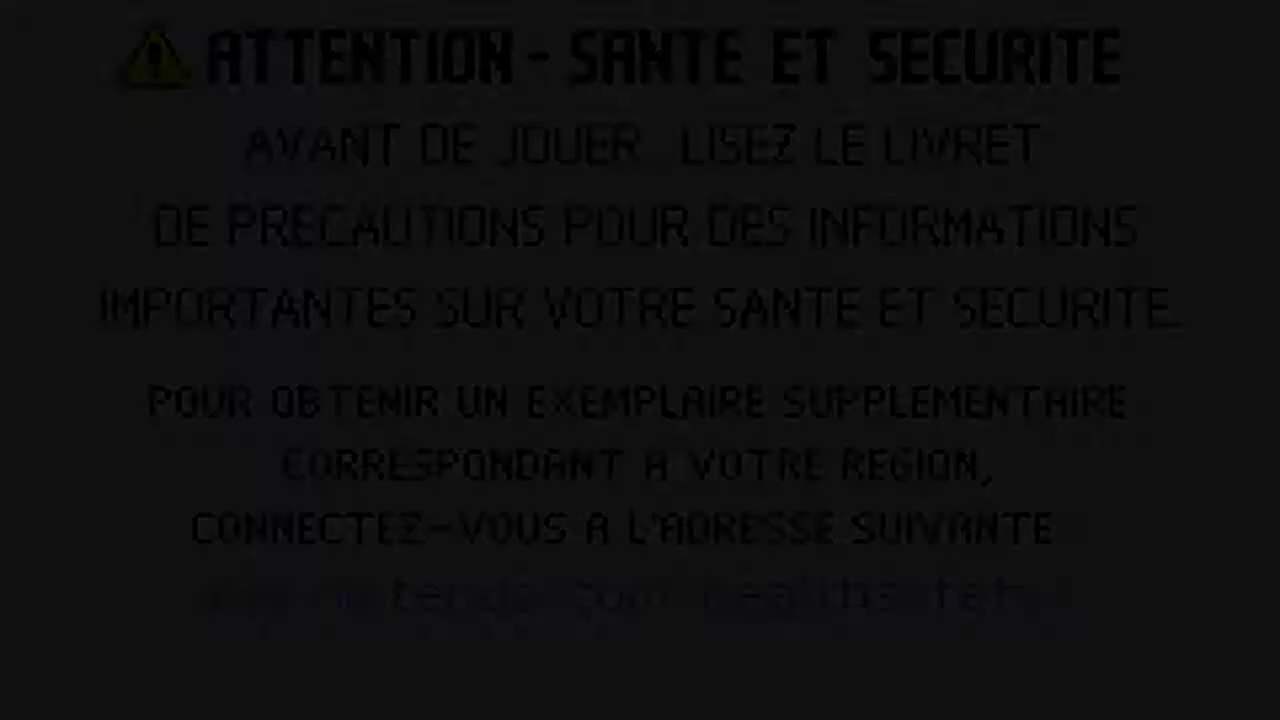 ATTENTION - SANTE ET SECURITE
AVANT DE JOUER, LISEZ LE LIVRET
DE PRECAUTIONS POUR DES INFORMATIONS
IMPORTANTES SUR VOTRE SANTE ET SECURITE.
POUR OBTENIR UN EXEMPLAIRE SUPPLEMENTAIRE
CORRESPONDANT A VOTRE REGION,
CONNECTEZ-VOUS A L'ADRESSE SUIVANTE